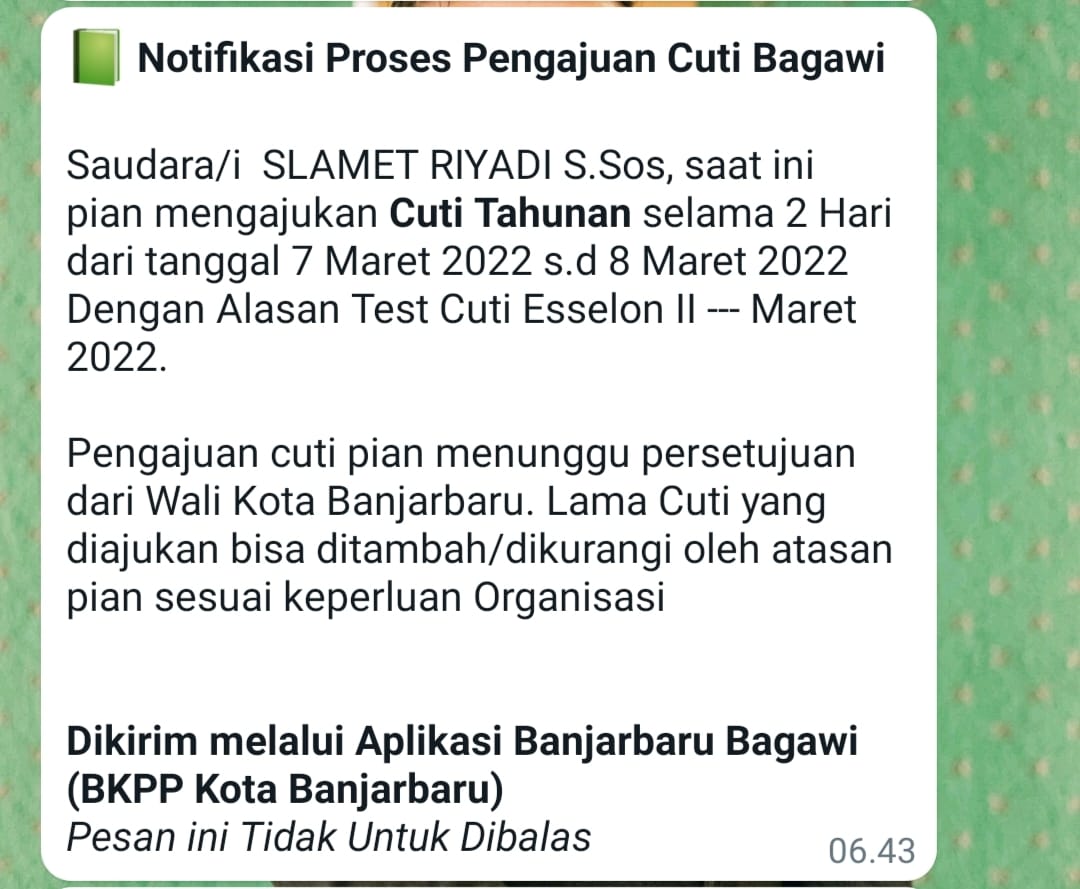 📗 Notifikasi Proses Pengajuan Cuti Bagawi
Saudara/i  SLAMET RIYADI S.Sos, saat ini
pian mengajukan Cuti Tahunan selama 2 Hari
dari tanggal 7 Maret 2022 s.d 8 Maret 2022
Dengan Alasan Test Cuti Esselon II --- Maret
2022.
Pengajuan cuti pian menunggu persetujuan
dari Wali Kota Banjarbaru. Lama Cuti yang
diajukan bisa ditambah/dikurangi oleh atasan
pian sesuai keperluan Organisasi
Dikirim melalui Aplikasi Banjarbaru Bagawi
(BKPP Kota Banjarbaru)
Pesan ini Tidak Untuk Dibalas
06.43